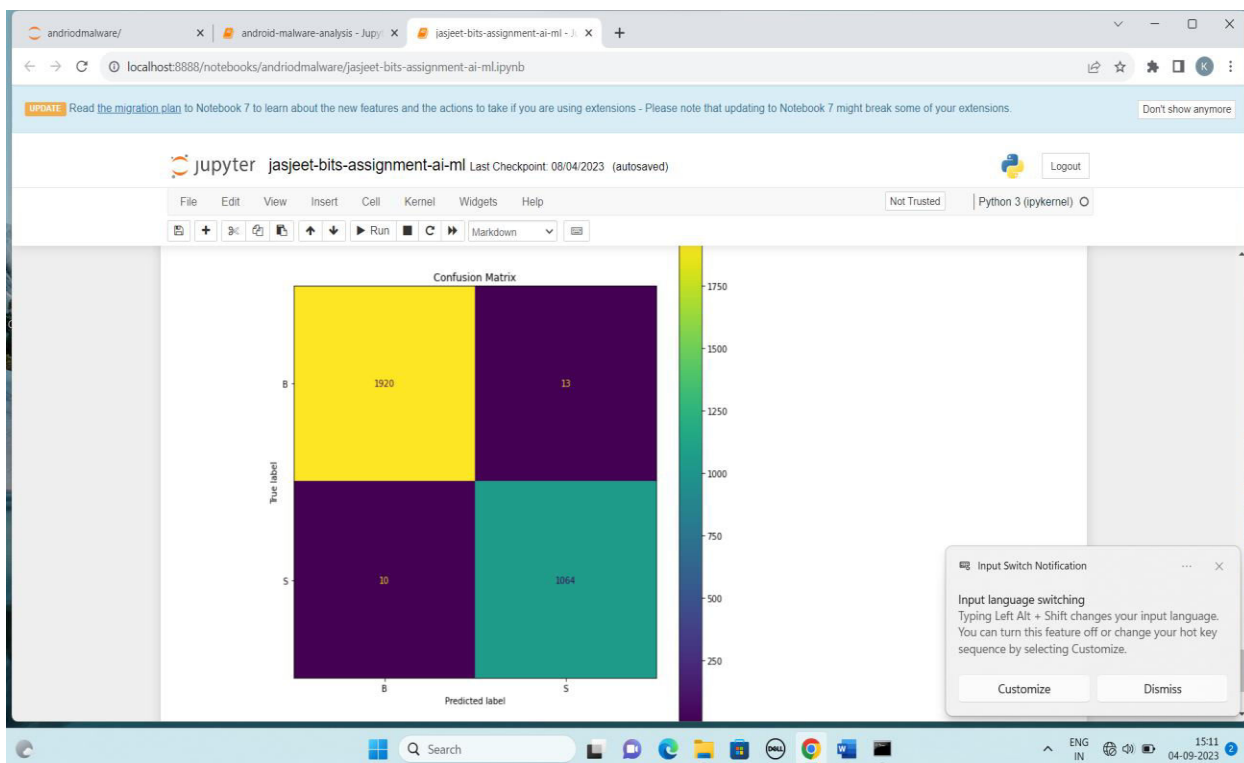 andriodmalware/
android-malware-analysis - Jupy
jasjeet-bits-assignment-ai-ml - J
localhost:8888/notebooks/andriodmalware/jasjeet-bits-assignment-ai-ml.ipynb
K
UPDATE Read the migration plan to Notebook 7 to learn about the new features and the actions to take if you are using extensions - Please note that updating to Notebook 7 might break some of your extensions.
Don't show anymore
jupyter jasjeet-bits-assignment-ai-ml Last Checkpoint: 08/04/2023 (autosaved)
Logout
File Edit View Insert Cell Kernel Widgets Help
Not Trusted
Python 3 (ipykernel)
Run
Markdown
Confusion Matrix
B
1920
13
S
10
1064
True label
B
S
Predicted label
1750
1500
1250
1000
750
500
250
Input Switch Notification
Input language switching
Typing Left Alt + Shift changes your input language.
You can turn this feature off or change your hot key
sequence by selecting Customize.
Customize
Dismiss
Search
DELL
ENG
IN
15:11
04-09-2023
2